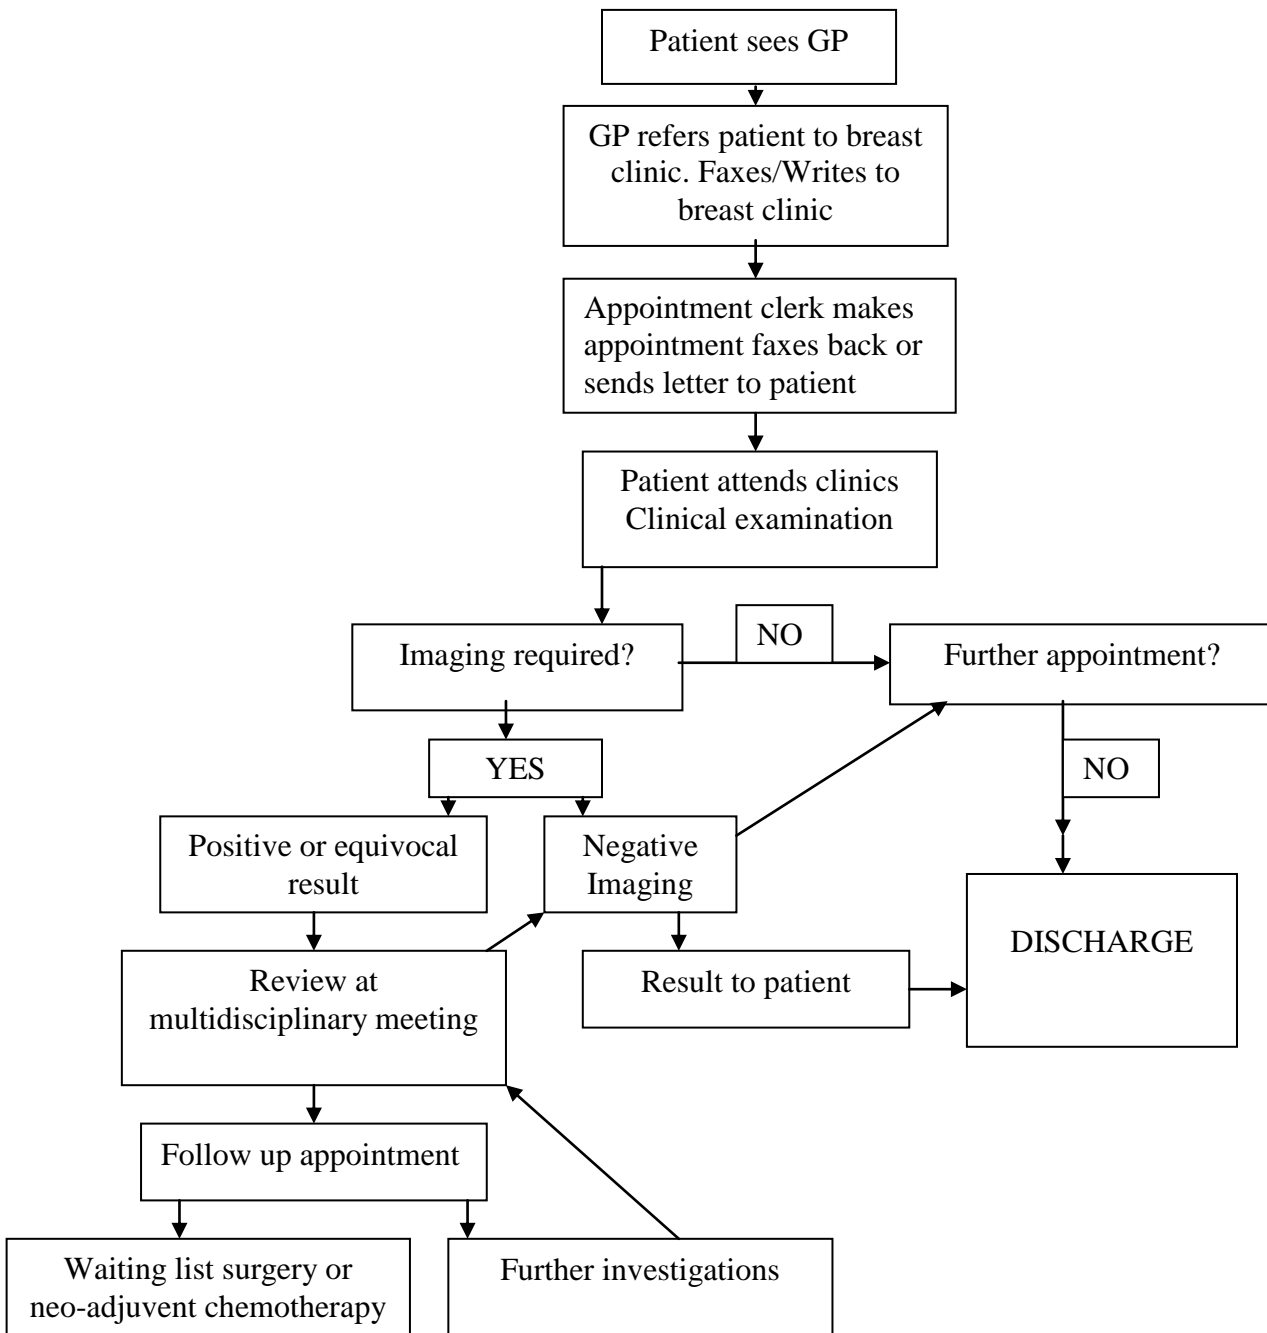 Patient sees GP
GP refers patient to breast
clinic. Faxes/Writes to
breast clinic
Appointment clerk makes
appointment faxes back or
sends letter to patient
Patient attends clinics
Clinical examination
Imaging required?
NO
Further appointment?
YES
NO
Positive or equivocal
result
Negative
Imaging
DISCHARGE
Review at
multidisciplinary meeting
Result to patient
Follow up appointment
Waiting list surgery or
neo-adjuvent chemotherapy
Further investigations